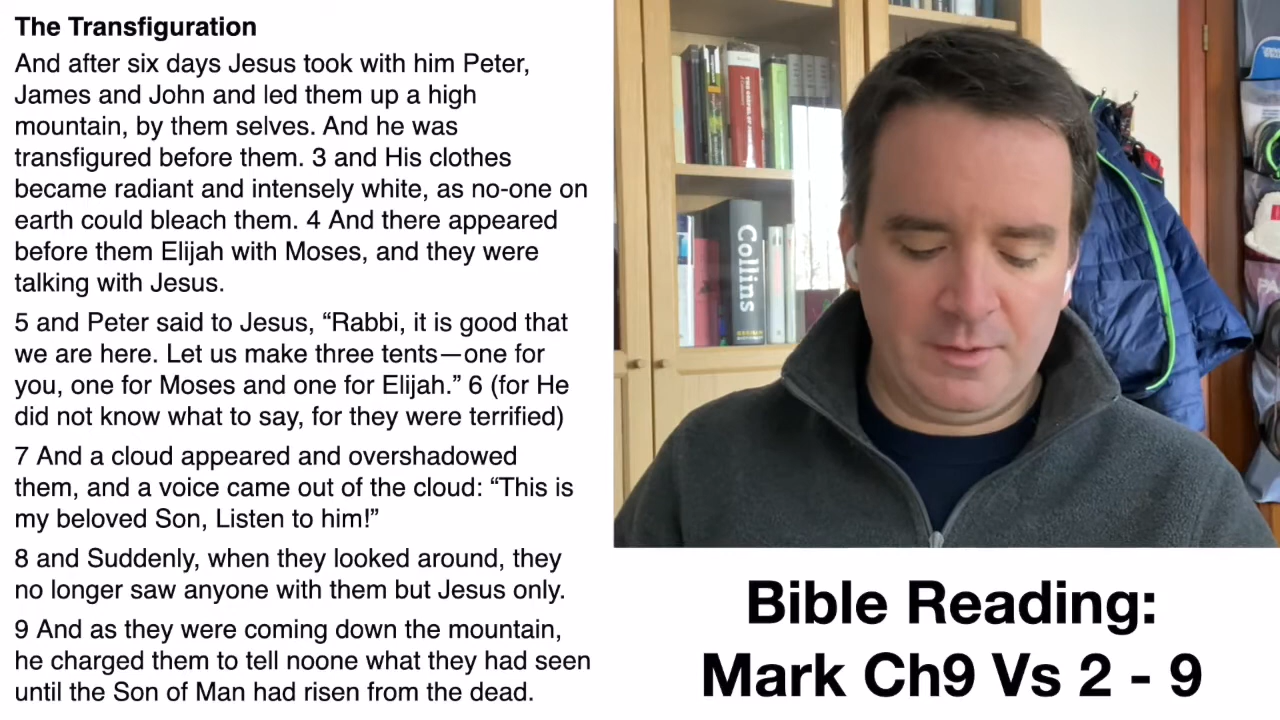 The Transfiguration
And after six days Jesus took with him Peter,
James and John and led them up a high
mountain, by them selves. And he was
transfigured before them. 3 and His clothes
became radiant and intensely white, as no-one on
earth could bleach them. 4 And there appeared
before them Elijah with Moses, and they were
talking with Jesus.
5 and Peter said to Jesus, “Rabbi, it is good that
we are here. Let us make three tents—one for
you, one for Moses and one for Elijah.” 6 (for He
did not know what to say, for they were terrified)
7 And a cloud appeared and overshadowed
them, and a voice came out of the cloud: “This is
my beloved Son, Listen to him!”
8 and Suddenly, when they looked around, they
no longer saw anyone with them but Jesus only.
9 And as they were coming down the mountain,
he charged them to tell noone what they had seen
until the Son of Man had risen from the dead.
Collins
Bible Reading:
Mark Ch9 Vs 2 - 9